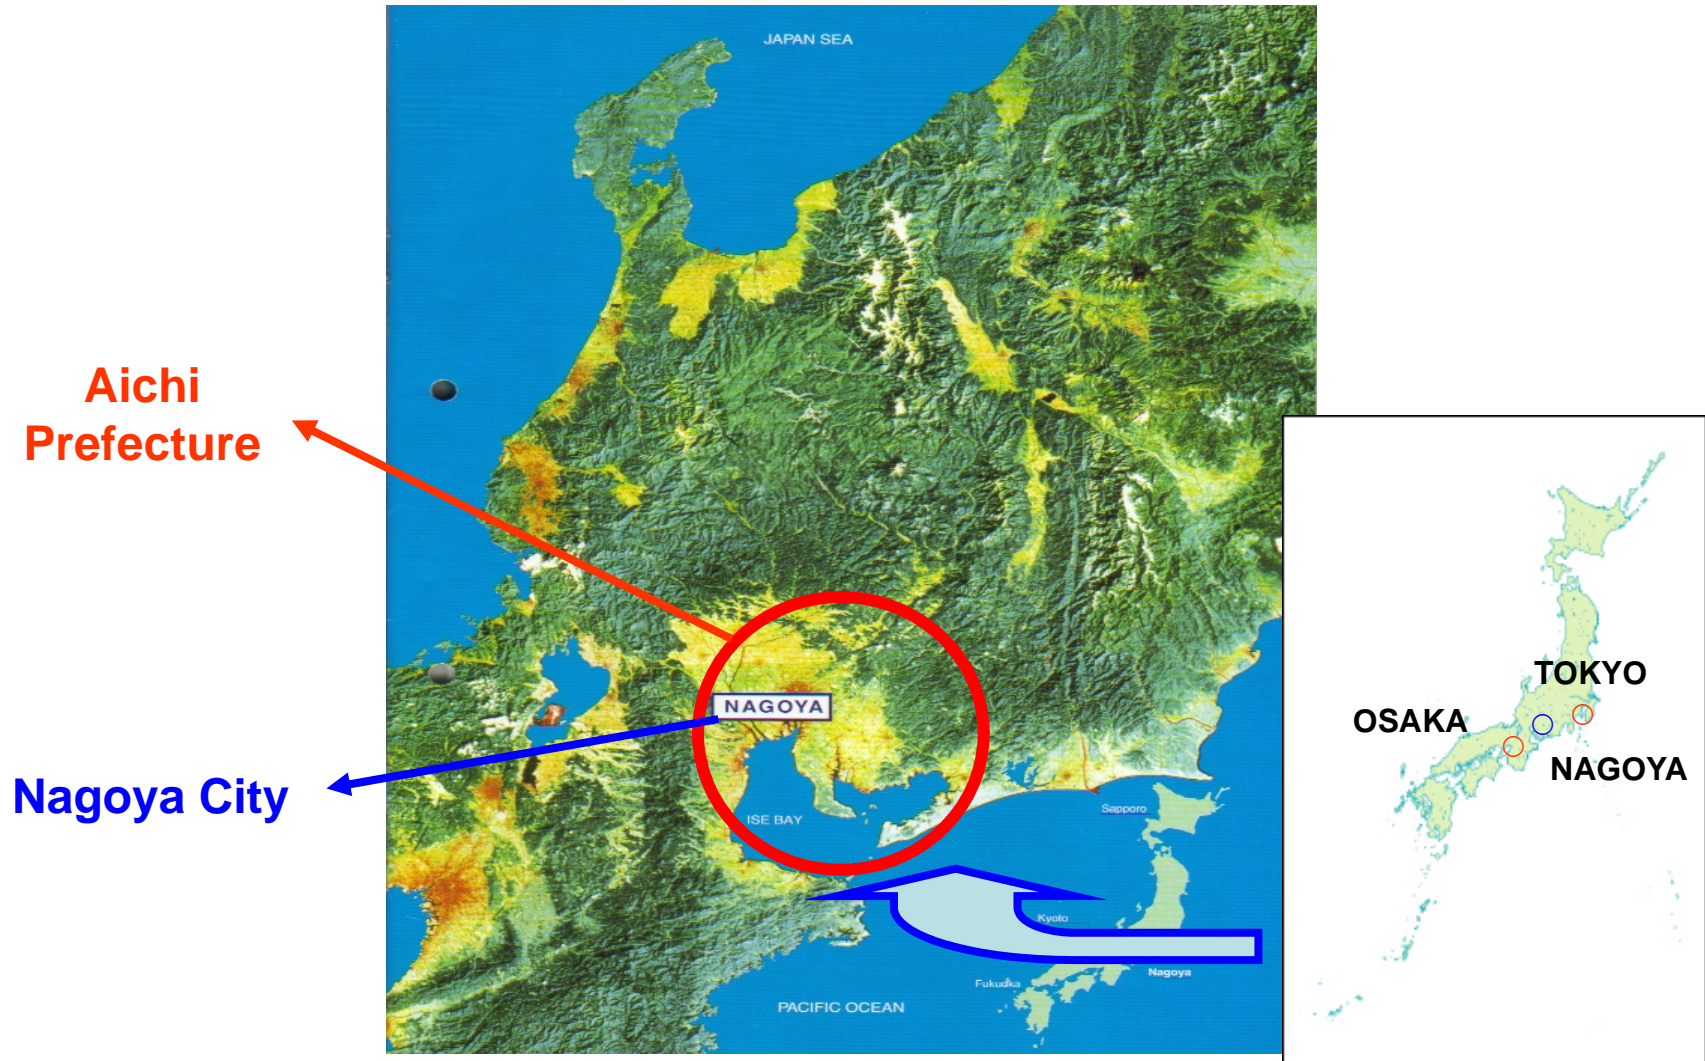 JAPAN SEA
Aichi
Prefecture
NAGOYA
Nagoya City
ISE BAY
Sapporo
Kyoto
Nagoya
Fukuoka
PACIFIC OCEAN
TOKYO
OSAKA
NAGOYA